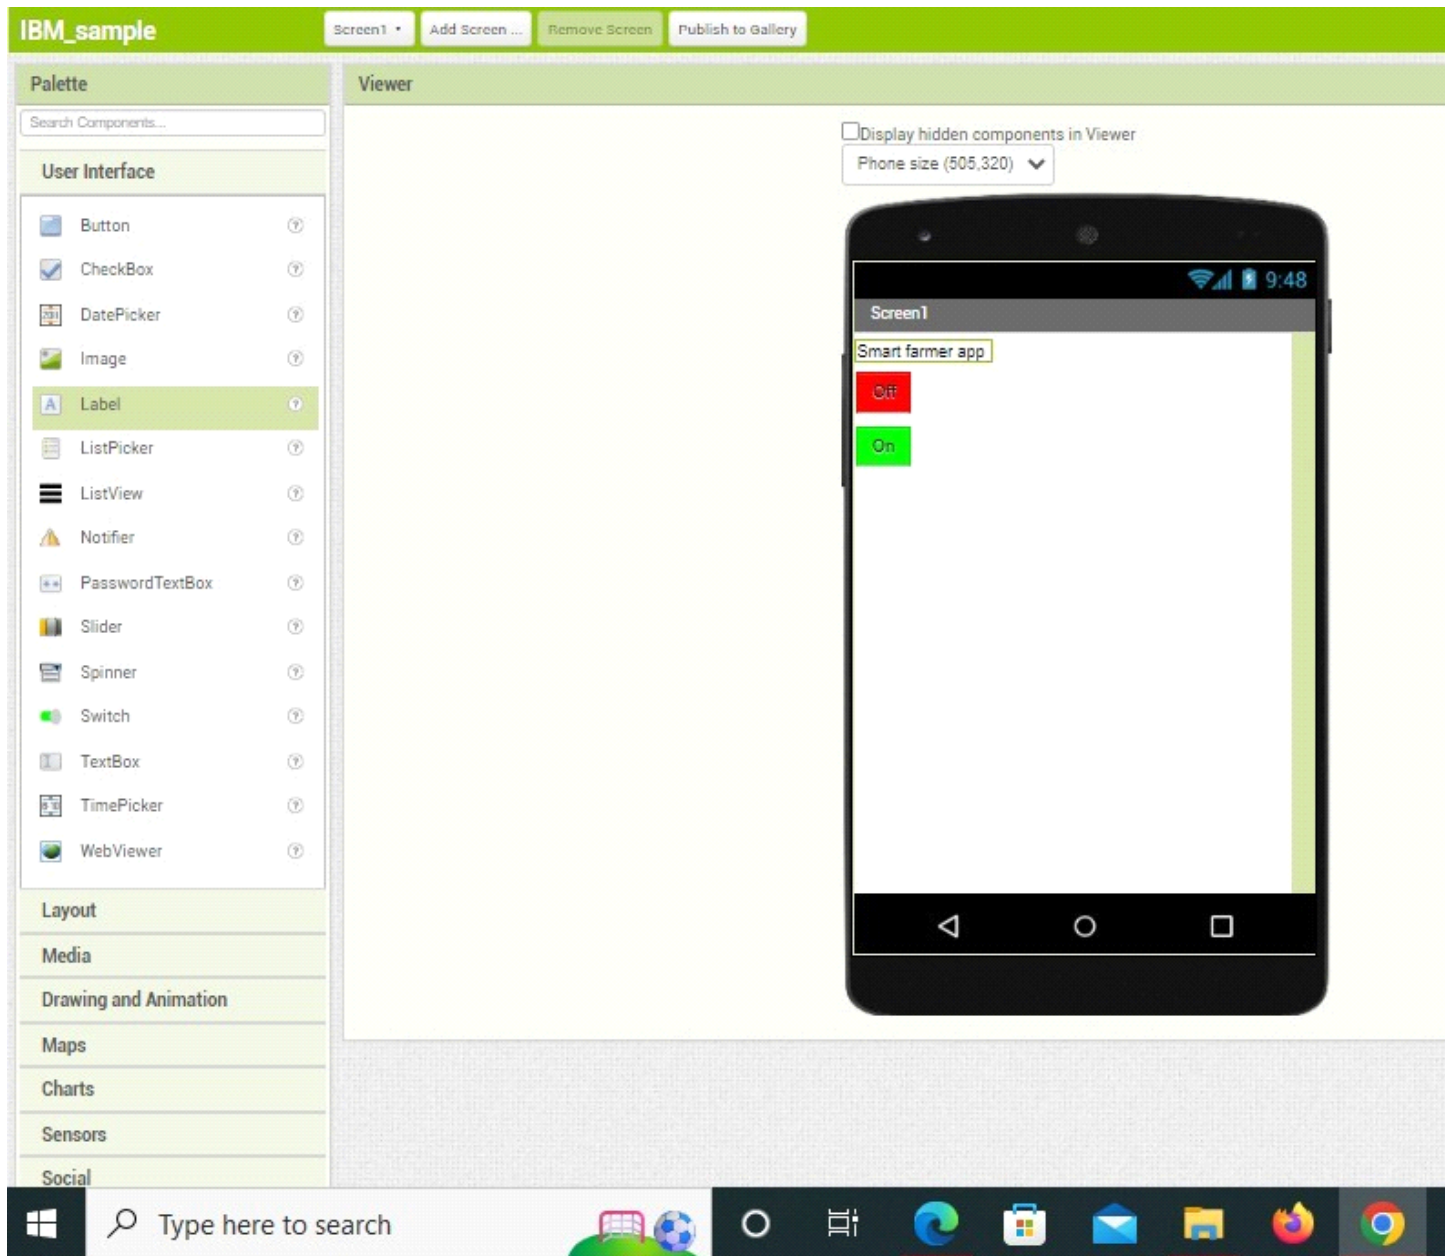 IBM_sample
Screen1
Add Screen ...
Remove Screen
Publish to Gallery
Palette
Search Components...
User Interface
Button
CheckBox
DatePicker
Image
Label
ListPicker
ListView
Notifier
PasswordTextBox
Slider
Spinner
Switch
TextBox
TimePicker
WebViewer
Layout
Media
Drawing and Animation
Maps
Charts
Sensors
Social
Viewer
Display hidden components in Viewer
Phone size (505,320)
9:48
Screen1
Smart farmer app
Off
On
Type here to search